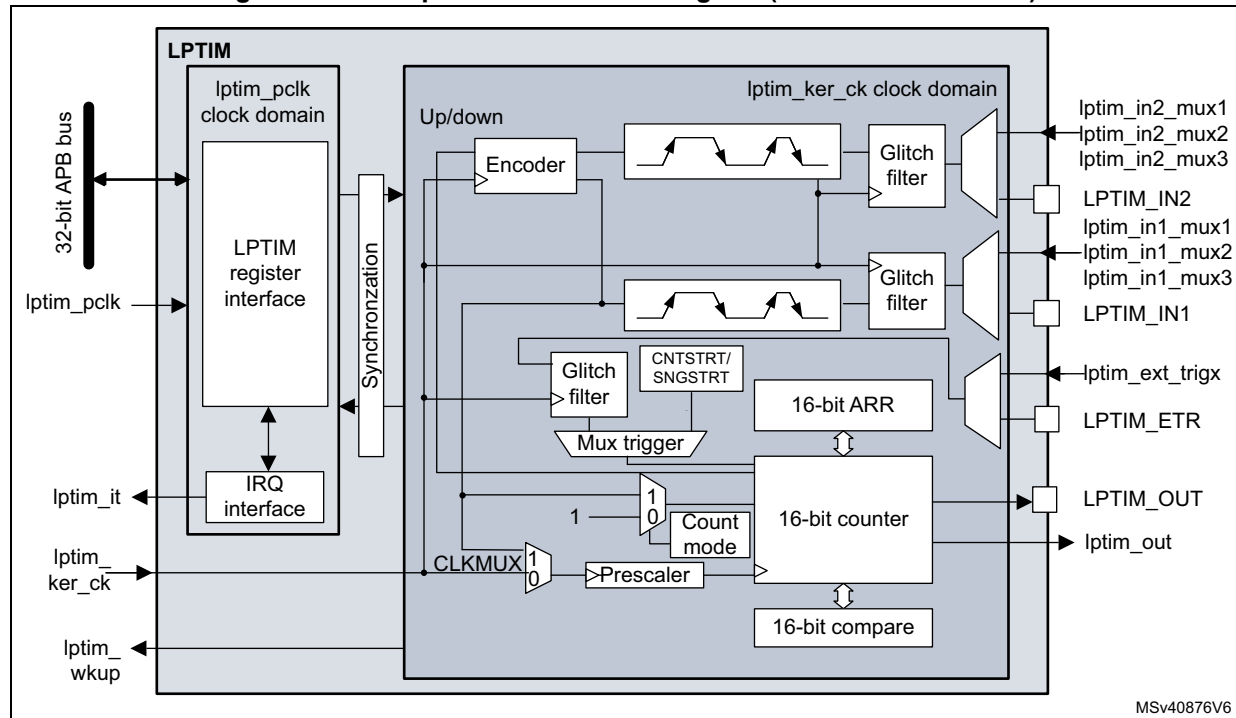 LPTIM
lptim_pclk
clock domain
lptim_ker_ck clock domain
Up/down
Encoder
Glitch
filter
lptim_in2_mux1
lptim_in2_mux2
lptim_in2_mux3
LPTIM_IN2
32-bit APB bus
LPTIM
register
interface
Synchronzation
lptim_pclk
Glitch
filter
lptim_in1_mux1
lptim_in1_mux2
lptim_in1_mux3
LPTIM_IN1
Glitch
filter
CNTSTRT/
SNGSTRT
16-bit ARR
lptim_ext_trigx
LPTIM_ETR
Mux trigger
IRQ
interface
lptim_it
1
1
0
Count
mode
16-bit counter
LPTIM_OUT
lptim_out
lptim_
ker_ck
CLKMUX
1
0
Prescaler
16-bit compare
lptim_
wkup
MSv40876V6